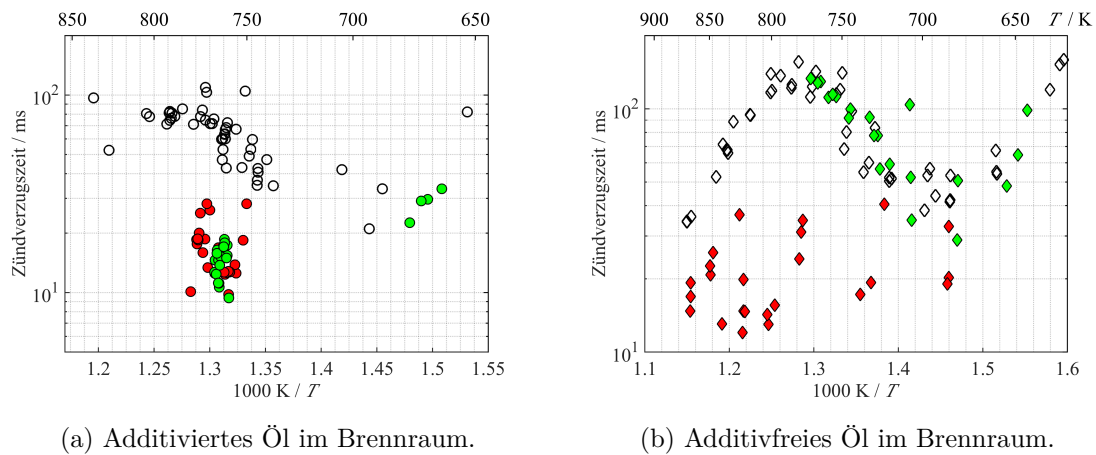 850 800 750 700 650
Zündverzugszeit / ms
10²
10¹
1.2 1.25 1.3 1.35 1.4 1.45 1.5 1.55
1000 K / T
(a) Additiviertes Öl im Brennraum.
900 850 800 750 700 650 T / K
Zündverzugszeit / ms
10²
10¹
1.1 1.2 1.3 1.4 1.5 1.6
1000 K / T
(b) Additivfreies Öl im Brennraum.